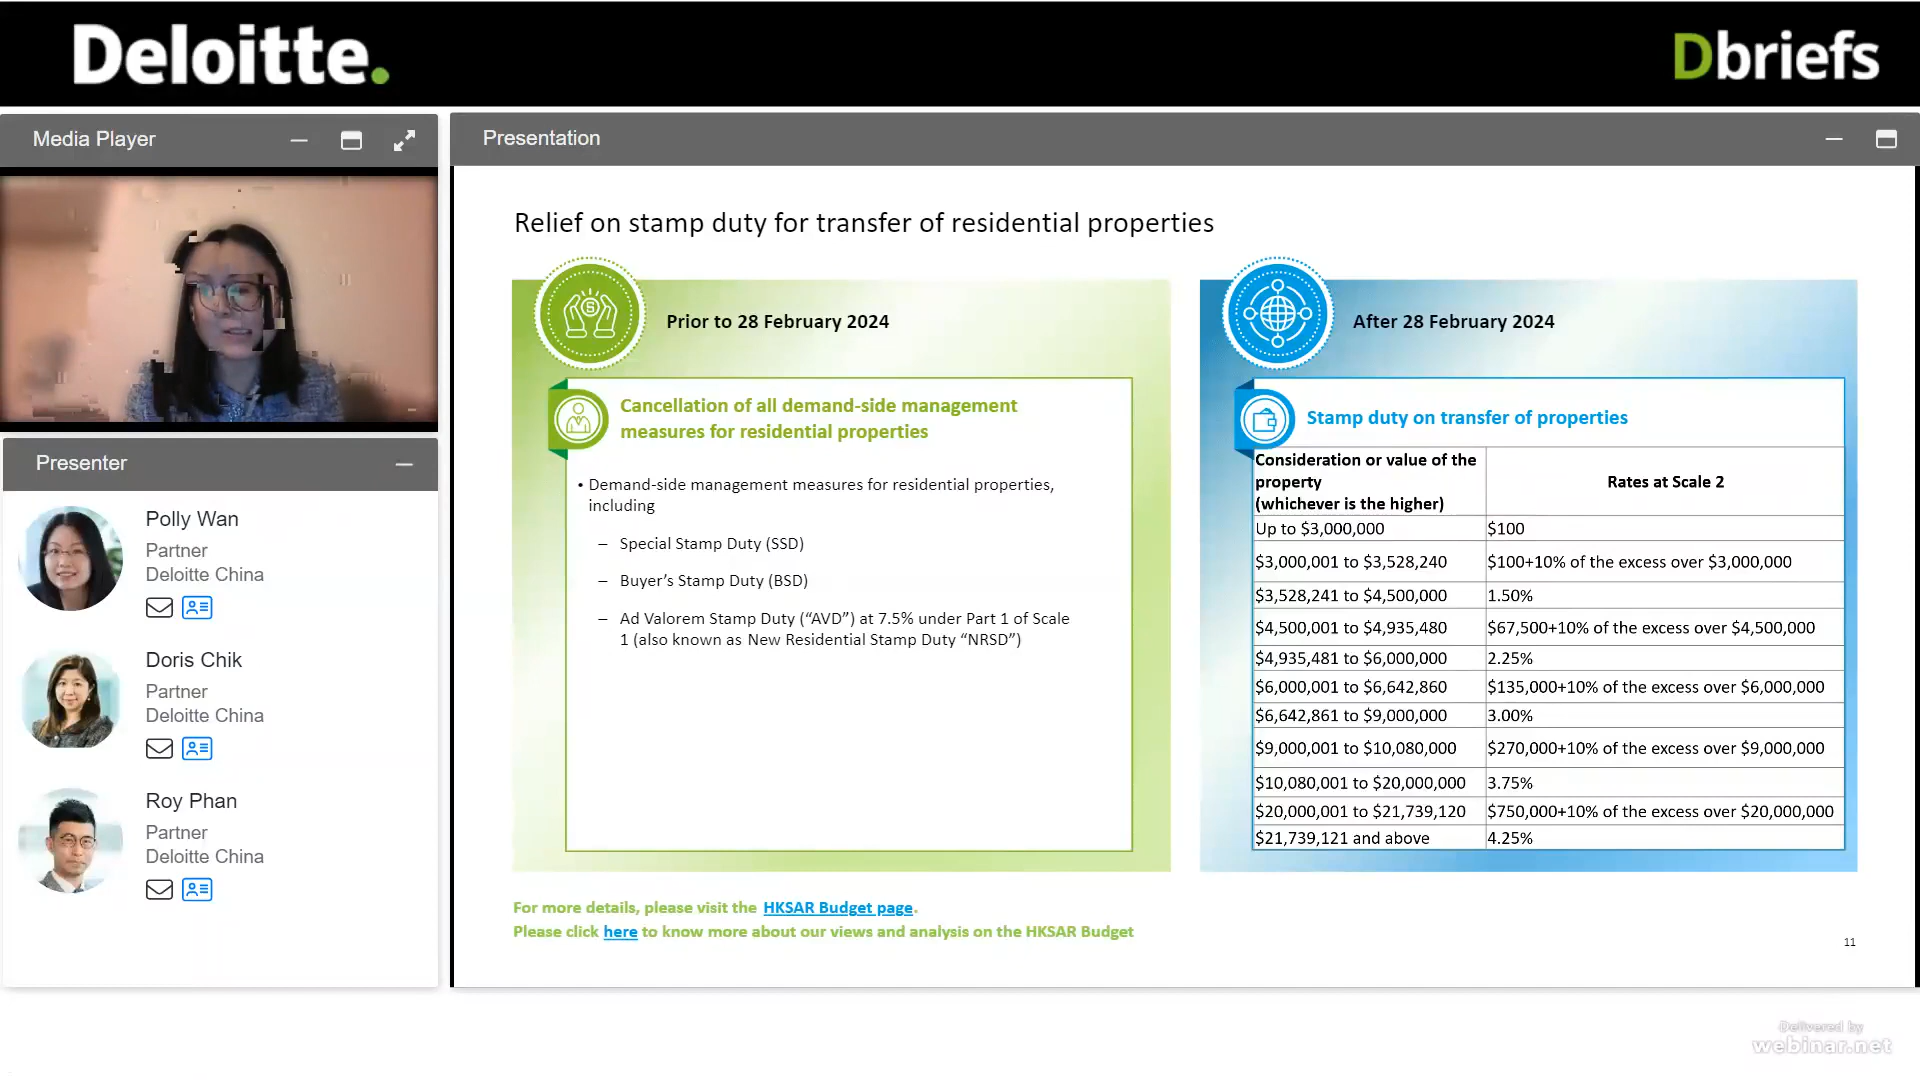 Deloitte.
Dbriefs
Media Player
Presentation
Relief on stamp duty for transfer of residential properties
Prior to 28 February 2024
Cancellation of all demand-side management
measures for residential properties
• Demand-side management measures for residential properties,
including
– Special Stamp Duty (SSD)
– Buyer’s Stamp Duty (BSD)
– Ad Valorem Stamp Duty (“AVD”) at 7.5% under Part 1 of Scale
1 (also known as New Residential Stamp Duty “NRSD”)
After 28 February 2024
Stamp duty on transfer of properties
Consideration or value of the
property
(whichever is the higher)
Rates at Scale 2
Up to $3,000,000 $100
$3,000,001 to $3,528,240 $100+10% of the excess over $3,000,000
$3,528,241 to $4,500,000 1.50%
$4,500,001 to $4,935,480 $67,500+10% of the excess over $4,500,000
$4,935,481 to $6,000,000 2.25%
$6,000,001 to $6,642,860 $135,000+10% of the excess over $6,000,000
$6,642,861 to $9,000,000 3.00%
$9,000,001 to $10,080,000 $270,000+10% of the excess over $9,000,000
$10,080,001 to $20,000,000 3.75%
$20,000,001 to $21,739,120 $750,000+10% of the excess over $20,000,000
$21,739,121 and above 4.25%
For more details, please visit the HKSAR Budget page.
Please click here to know more about our views and analysis on the HKSAR Budget
11
Presenter
Polly Wan
Partner
Deloitte China
Doris Chik
Partner
Deloitte China
Roy Phan
Partner
Deloitte China
Delivered by
webinar.net